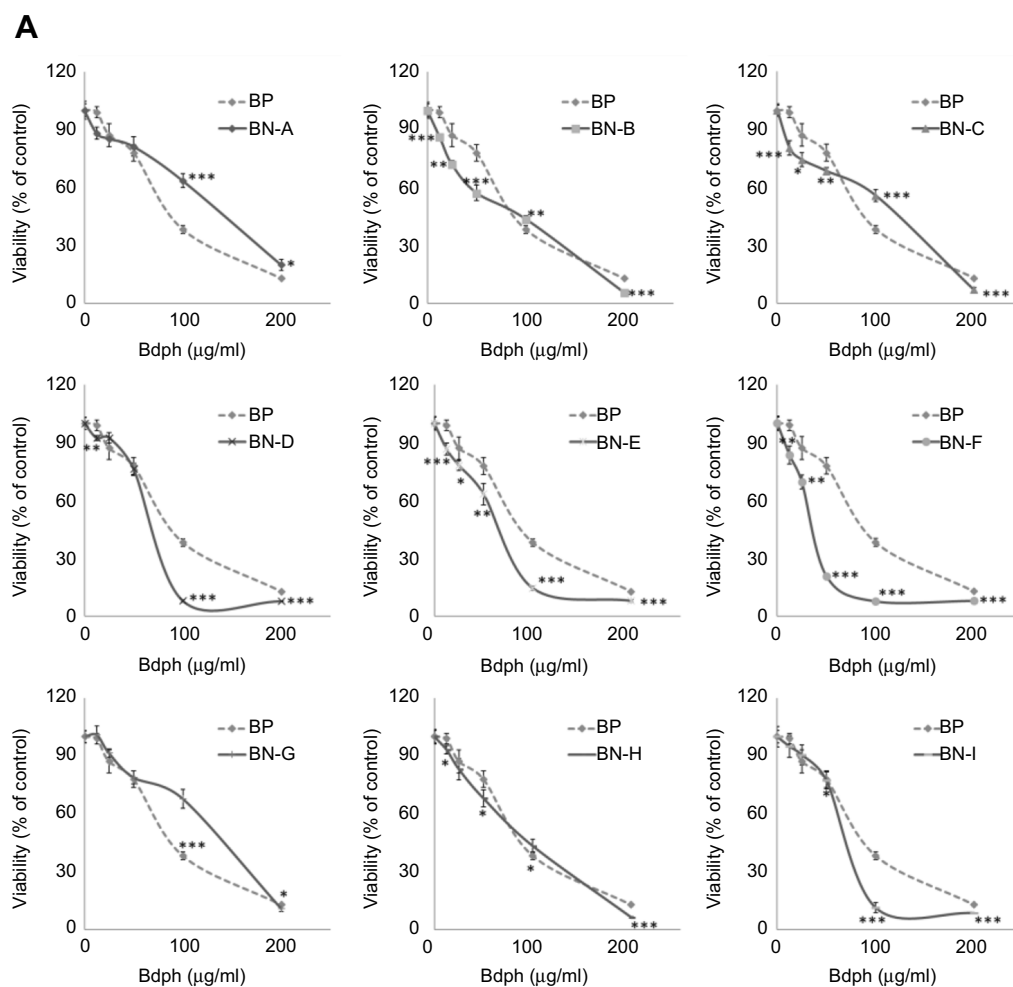 A
120
90
60
30
0
Viability (% of control)
BP
BN-A
***
*
0 100 200
Bdph (µg/ml)
120
90
60
30
0
Viability (% of control)
BP
BN-B
***
**
***
**
***
0 100 200
Bdph (µg/ml)
120
90
60
30
0
Viability (% of control)
BP
BN-C
***
*
**
***
***
0 100 200
Bdph (µg/ml)
120
90
60
30
0
Viability (% of control)
BP
BN-D
**
***
***
0 100 200
Bdph (µg/ml)
120
90
60
30
0
Viability (% of control)
BP
BN-E
***
*
**
***
***
0 100 200
Bdph (µg/ml)
120
90
60
30
0
Viability (% of control)
BP
BN-F
**
**
***
***
***
0 100 200
Bdph (µg/ml)
120
90
60
30
0
Viability (% of control)
BP
BN-G
***
*
0 100 200
Bdph (µg/ml)
120
90
60
30
0
Viability (% of control)
BP
BN-H
*
*
*
***
0 100 200
Bdph (µg/ml)
120
90
60
30
0
Viability (% of control)
BP
BN-I
*
***
***
0 100 200
Bdph (µg/ml)